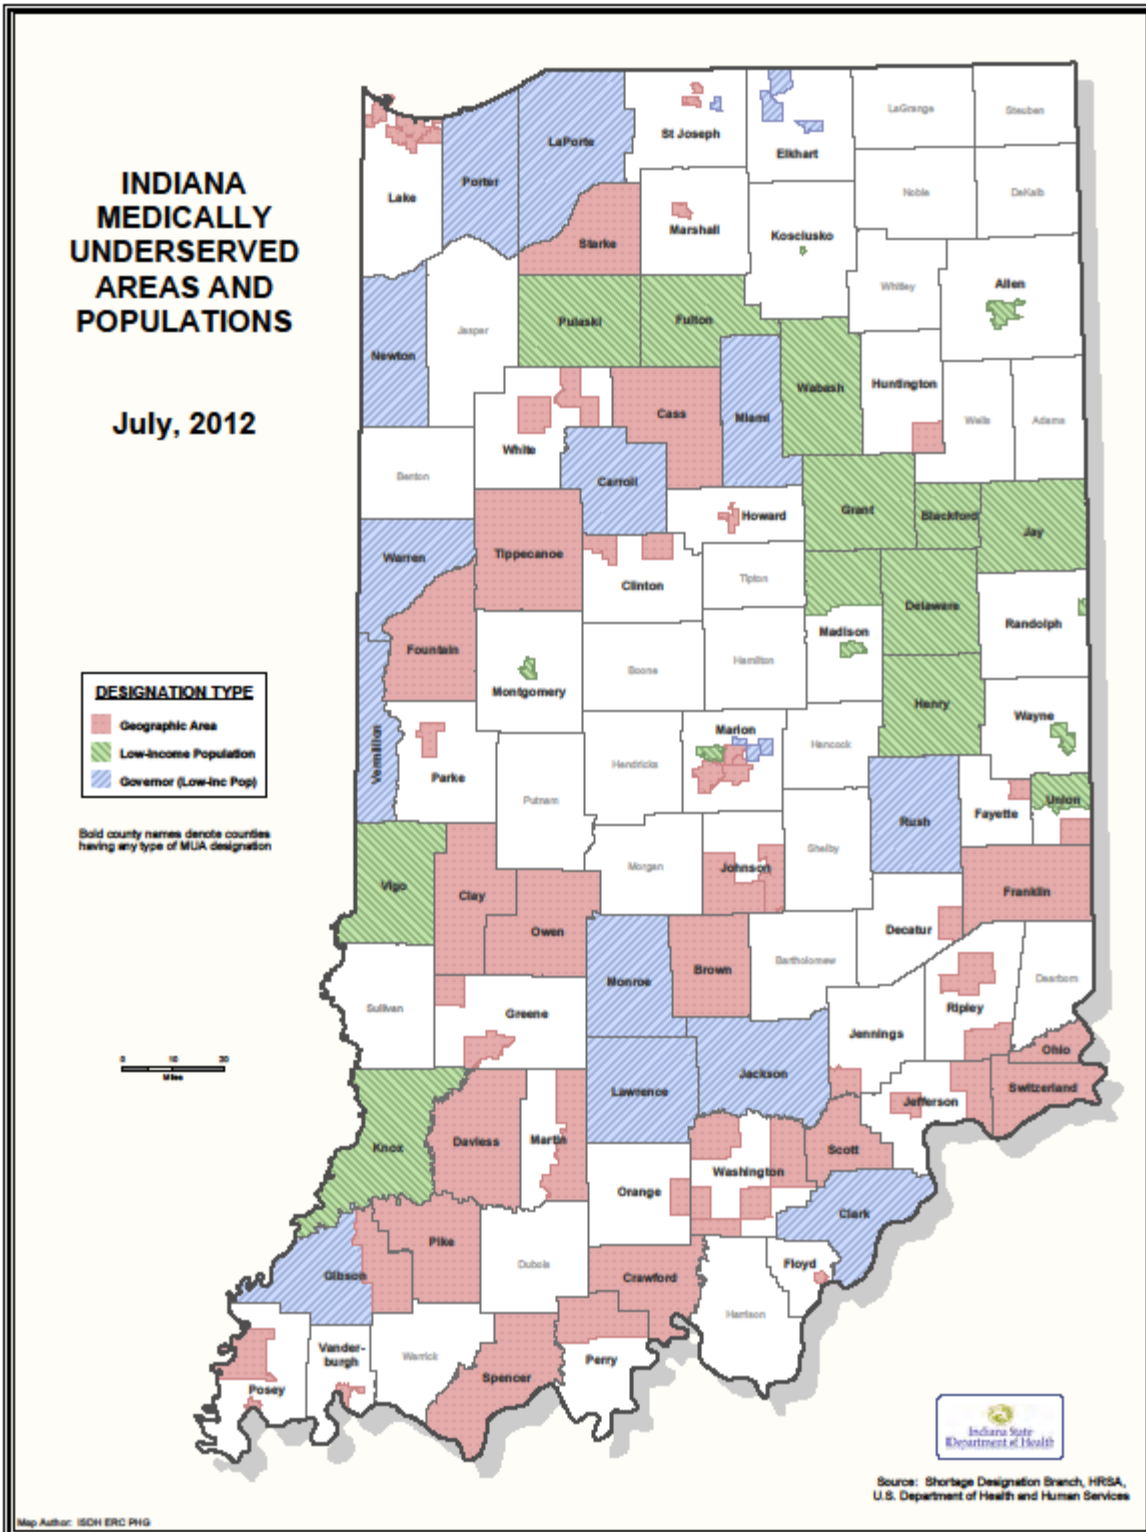 INDIANA
MEDICALLY
UNDERSERVED
AREAS AND
POPULATIONS
July, 2012
LaGrange
Steuben
St Joseph
LaPorte
Elkhart
Porter
Lake
Noble
DeKalb
Marshall
Kosciusko
Starke
Allen
Whitley
Pulaski
Fulton
Jasper
Newton
Wabash
Huntington
Cass
Miami
Wells
Adams
White
Benton
Carroll
Grant
Blackford
Howard
Jay
Tippecanoe
Warren
Tipton
Clinton
Delaware
Randolph
Madison
Fountain
Boone
Hamilton
Montgomery
Henry
Wayne
Marion
Hancock
Hendricks
Vermillion
Parke
Putnam
Union
Fayette
Rush
Shelby
Morgan
Johnson
Vigo
Clay
Franklin
Owen
Decatur
Brown
Bartholomew
Monroe
Dearborn
Sullivan
Greene
Ripley
Jennings
Ohio
Jackson
Switzerland
Lawrence
Jefferson
Daviess
Martin
Knox
Scott
Washington
Orange
Clark
Pike
Dubois
Floyd
Gibson
Crawford
Harrison
Vander-
burgh
Warrick
Perry
Spencer
Posey
DESIGNATION TYPE
Geographic Area
Low-Income Population
Governor (Low-Inc Pop)
Bold county names denote counties
having any type of MUA designation
0 10 20
Miles
Indiana State
Department of Health
Source: Shortage Designation Branch, HRSA,
U.S. Department of Health and Human Services
Map Author: ISDH ERC PHG